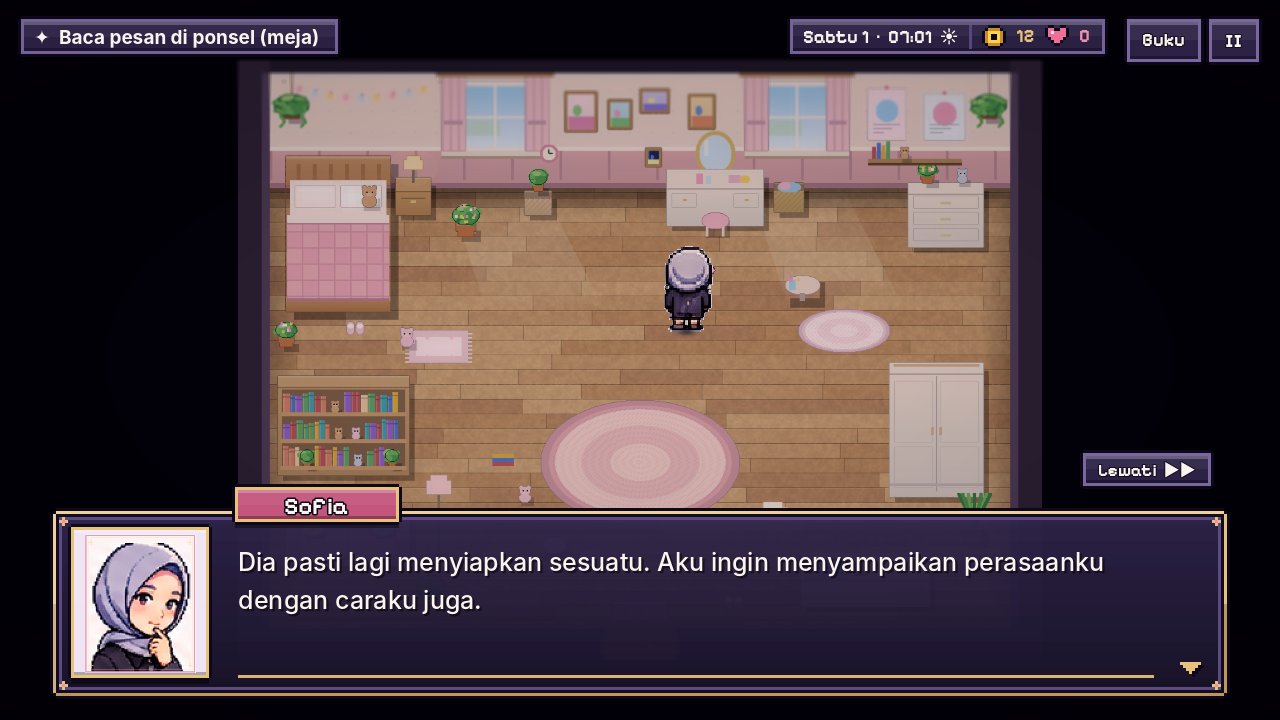 ✦ Baca pesan di ponsel (meja)
Sabtu 1 · 07:01 ☀ 12 0
Buku
II
Lewati ▶▶
Sofia
Dia pasti lagi menyiapkan sesuatu. Aku ingin menyampaikan perasaanku
dengan caraku juga.